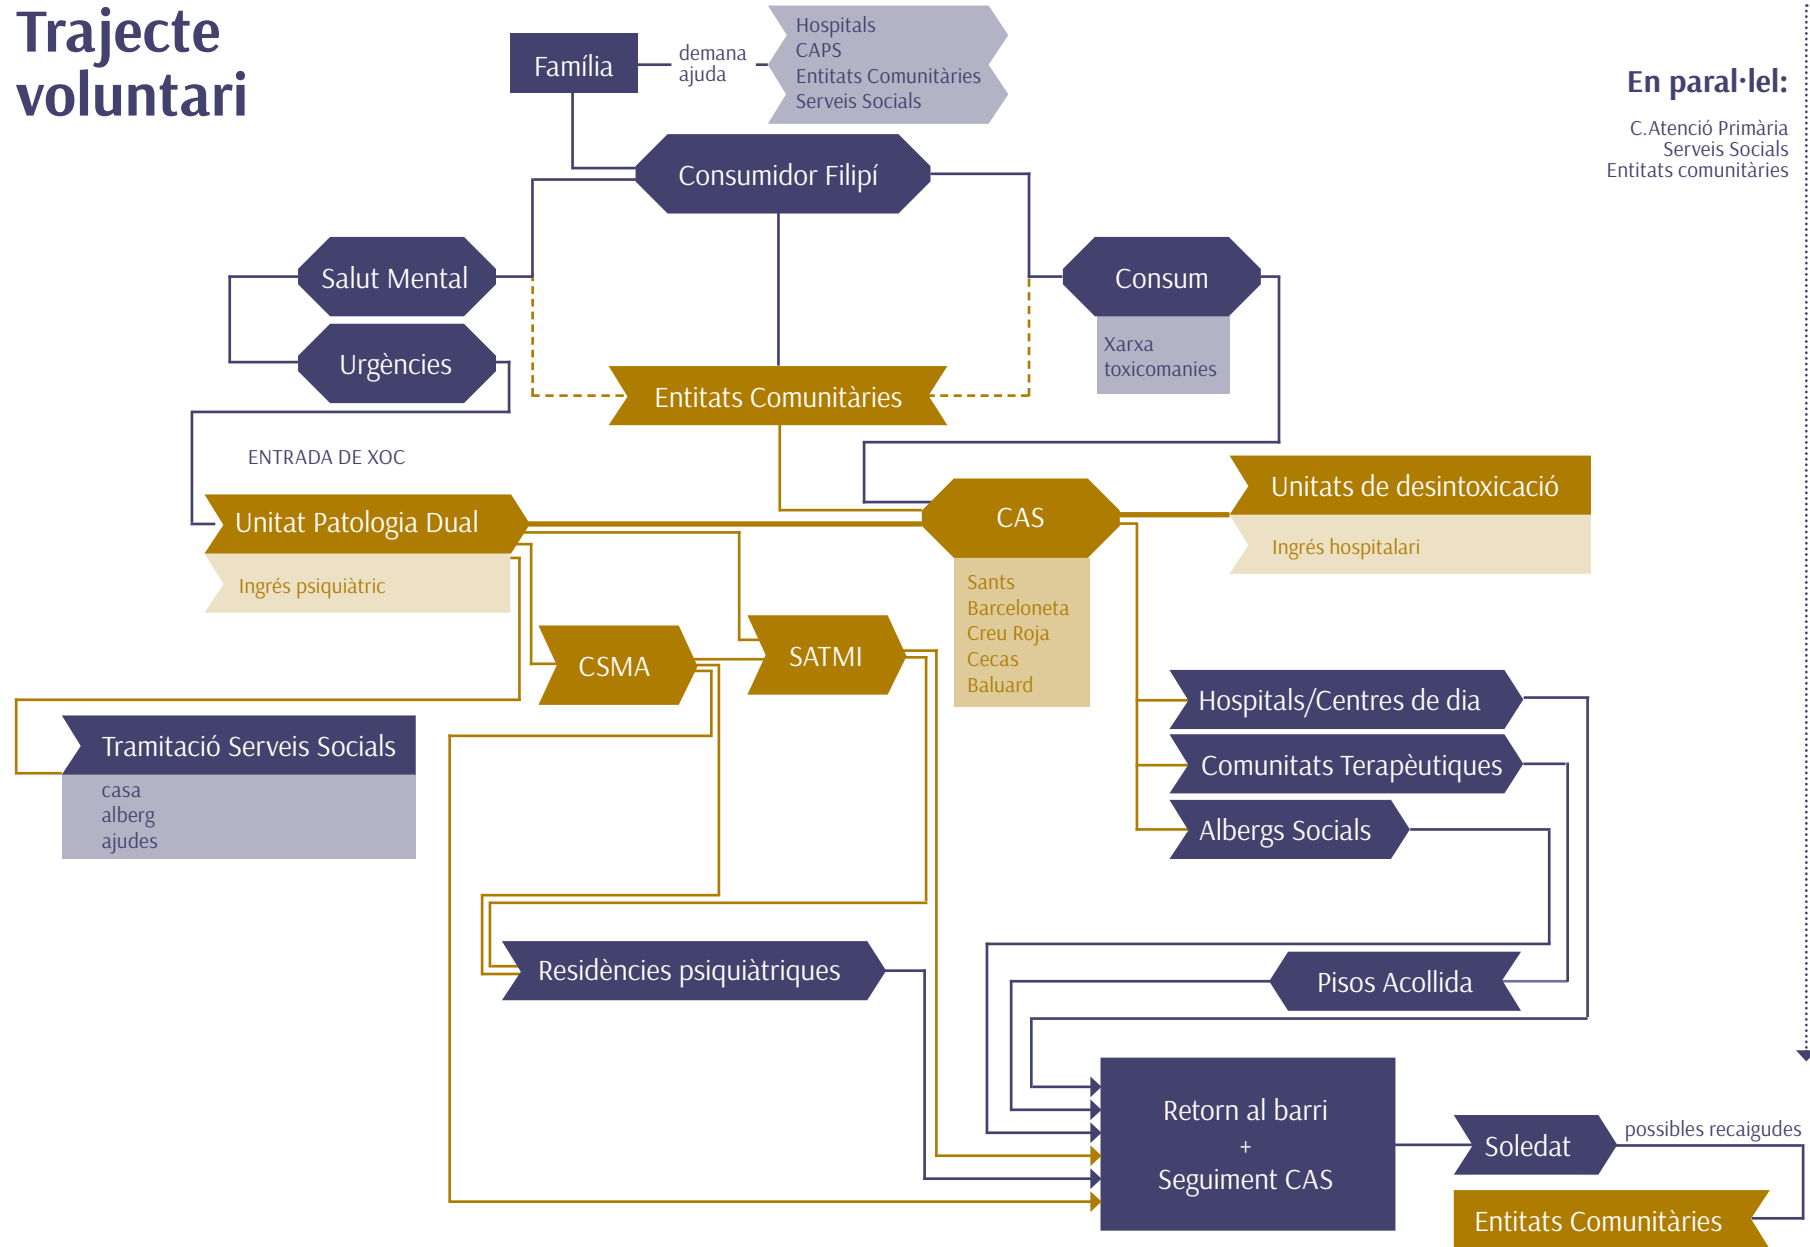 Trajecte
voluntari
Família
demana
ajuda
Hospitals
CAPS
Entitats Comunitàries
Serveis Socials
En paral·lel:
C.Atenció Primària
Serveis Socials
Entitats comunitàries
Consumidor Filipí
Salut Mental
Consum
Xarxa
toxicomanies
Urgències
Entitats Comunitàries
ENTRADA DE XOC
Unitat Patologia Dual
Ingrés psiquiàtric
CAS
Sants
Barceloneta
Creu Roja
Cecas
Baluard
Unitats de desintoxicació
Ingrés hospitalari
CSMA
SATMI
Tramitació Serveis Socials
casa
alberg
ajudes
Hospitals/Centres de dia
Comunitats Terapèutiques
Albergs Socials
Residències psiquiàtriques
Pisos Acollida
Retorn al barri
+
Seguiment CAS
Soledat
possibles recaigudes
Entitats Comunitàries